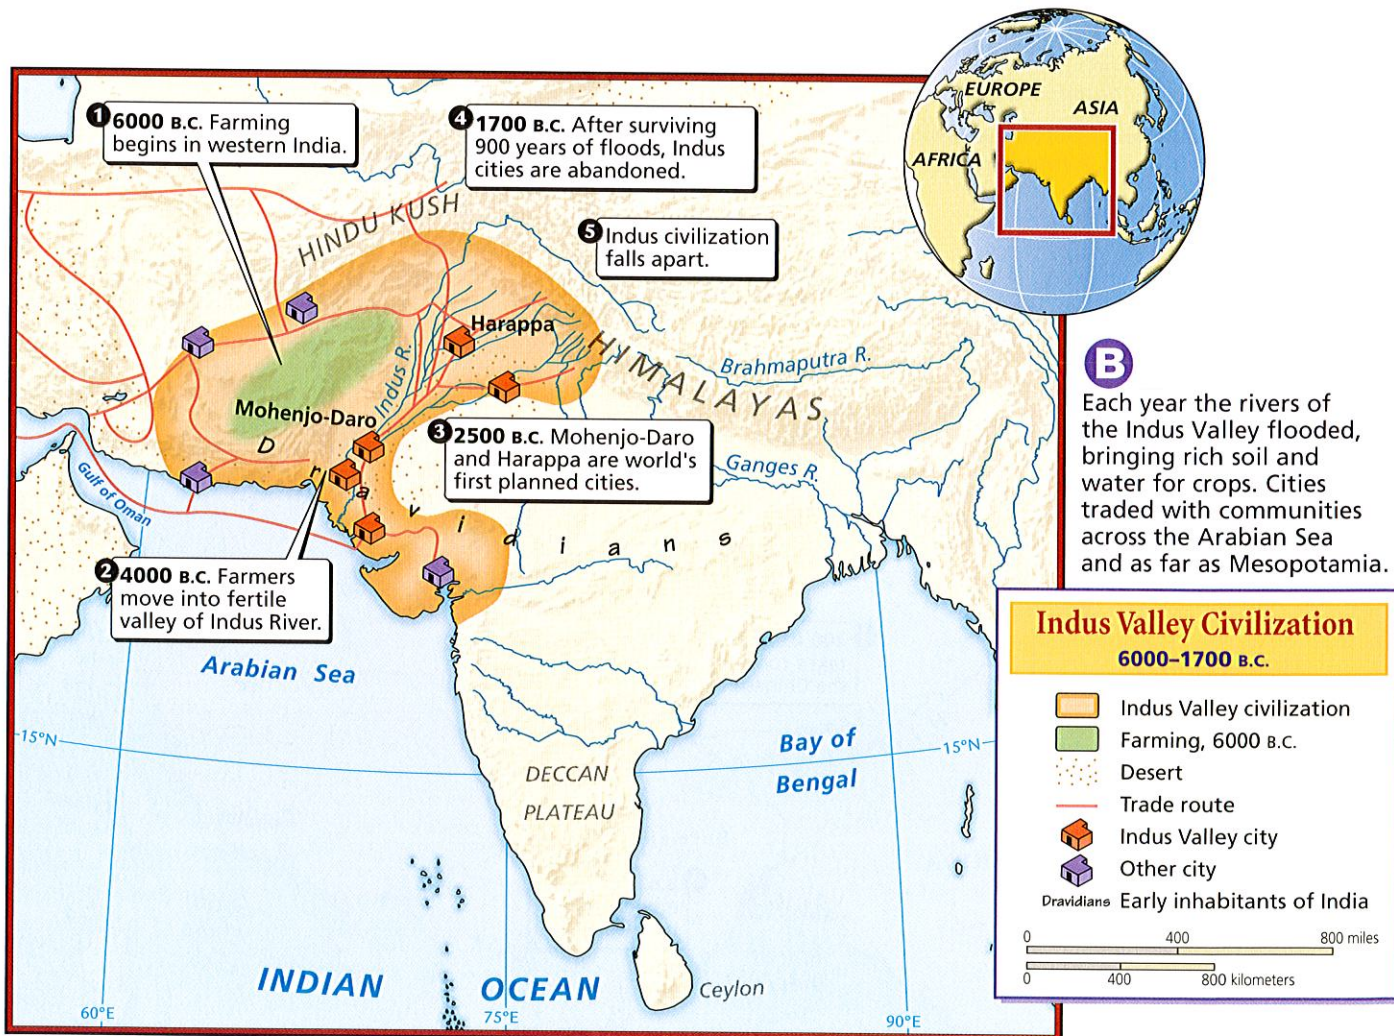 EUROPE
ASIA
AFRICA
❶ 6000 B.C. Farming
begins in western India.
❹ 1700 B.C. After surviving
900 years of floods, Indus
cities are abandoned.
❺ Indus civilization
falls apart.
HINDU KUSH
Harappa
Indus R.
HIMALAYAS
Brahmaputra R.
Mohenjo-Daro
❸ 2500 B.C. Mohenjo-Daro
and Harappa are world's
first planned cities.
Ganges R.
Dravidians
Gulf of Oman
❷ 4000 B.C. Farmers
move into fertile
valley of Indus River.
Arabian Sea
15°N
15°N
Bay of
Bengal
DECCAN
PLATEAU
INDIAN OCEAN
Ceylon
60°E
75°E
90°E
B
Each year the rivers of
the Indus Valley flooded,
bringing rich soil and
water for crops. Cities
traded with communities
across the Arabian Sea
and as far as Mesopotamia.
Indus Valley Civilization
6000–1700 B.C.
Indus Valley civilization
Farming, 6000 B.C.
Desert
Trade route
Indus Valley city
Other city
Dravidians Early inhabitants of India
0 400 800 miles
0 400 800 kilometers